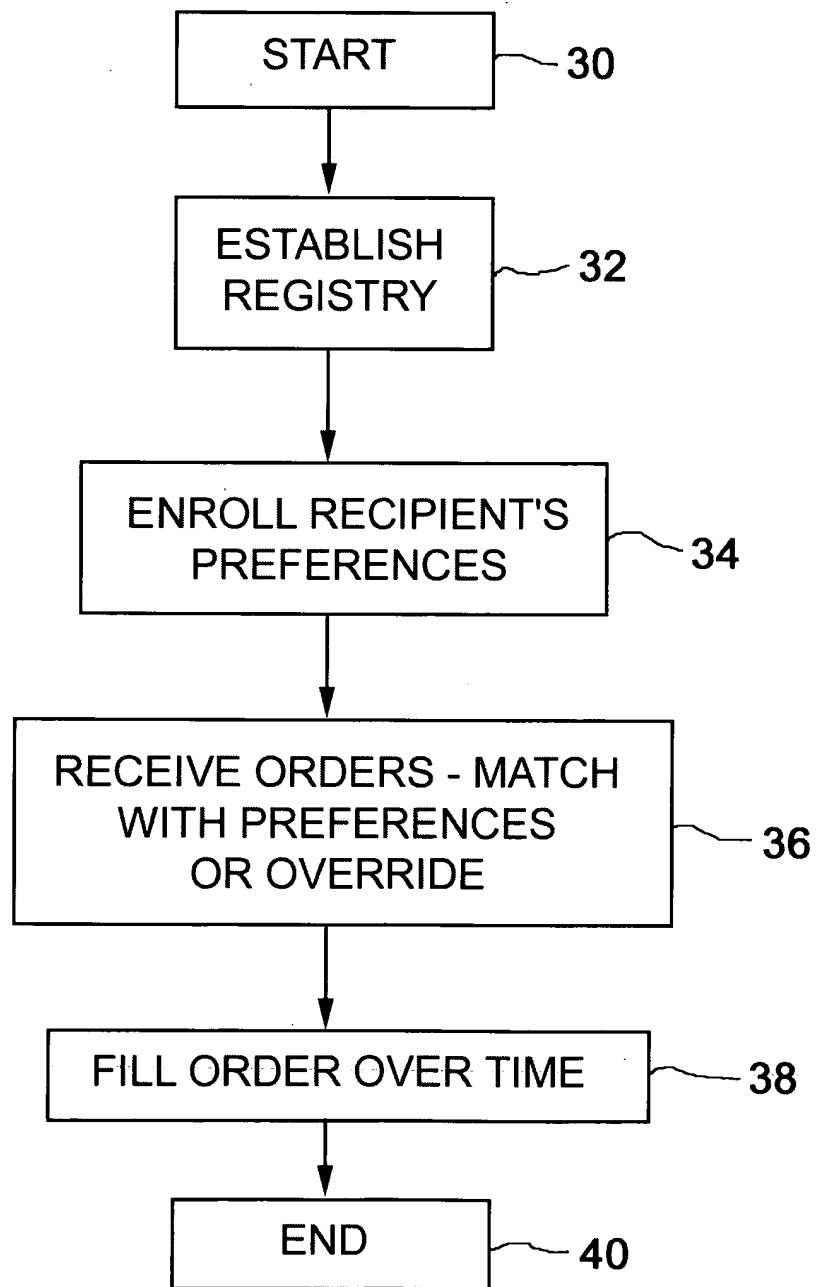 START
30
ESTABLISH
REGISTRY
32
ENROLL RECIPIENT'S
PREFERENCES
34
RECEIVE ORDERS - MATCH
WITH PREFERENCES
OR OVERRIDE
36
FILL ORDER OVER TIME
38
END
40